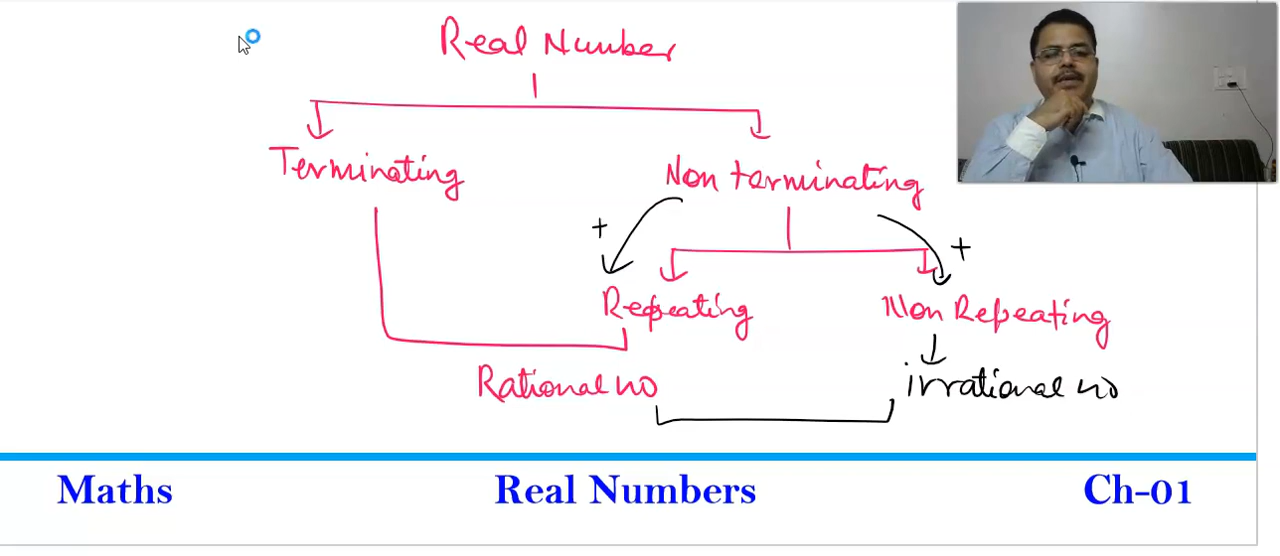 Real Number
Terminating
Non terminating
+
+
Repeating
Non Repeating
Rational no
irrational no
Maths
Real Numbers
Ch-01